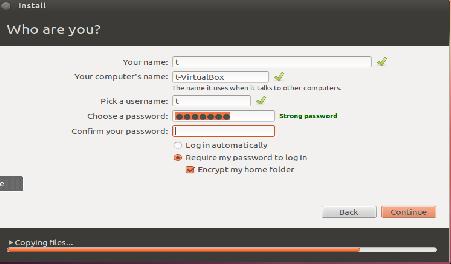 Install
Who are you?
Your name: t
Your computer's name: t-VirtualBox
The name it uses when it talks to other computers.
Pick a username: t
Choose a password: ●●●●●●● Strong password
Confirm your password:
Log in automatically
Require my password to log in
Encrypt my home folder
e
Back Continue
Copying files...